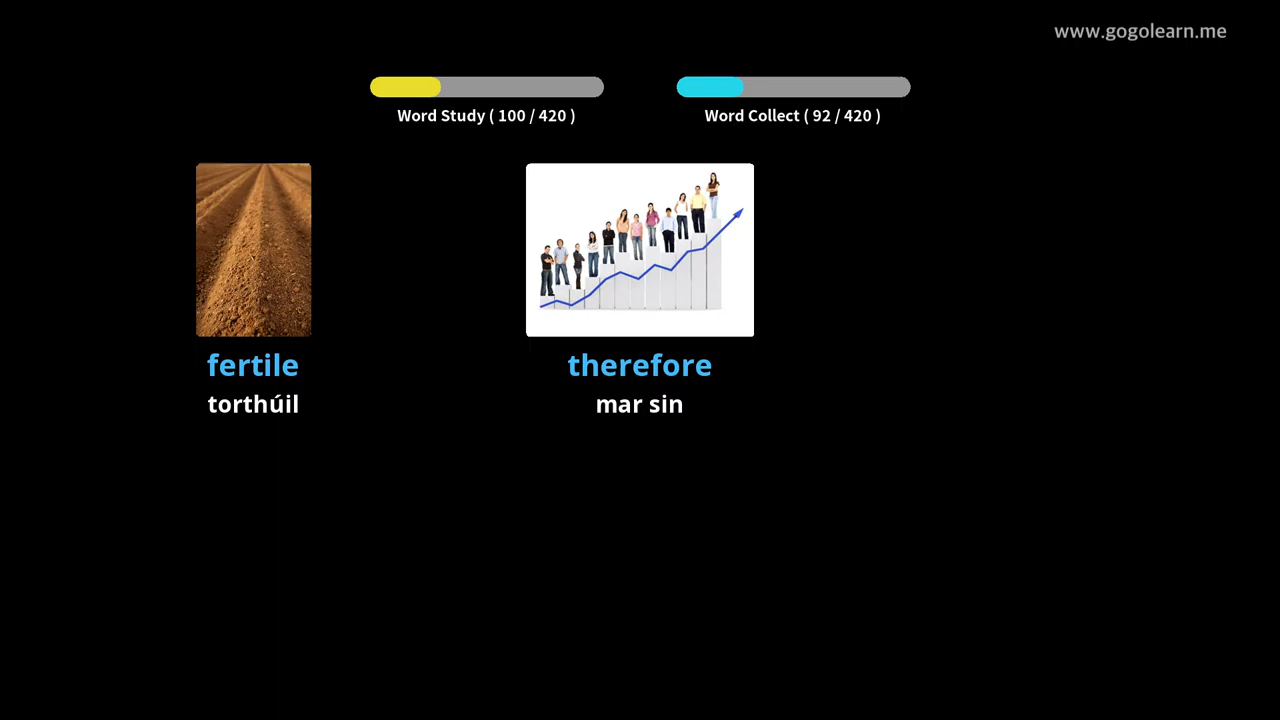 www.gogolearn.me
Word Study ( 100 / 420 )
Word Collect ( 92 / 420 )
fertile
torthúil
therefore
mar sin